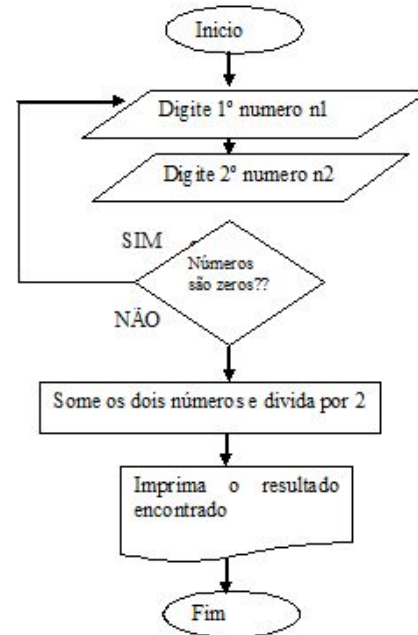 Inicio
Digite 1º numero n1
Digite 2º numero n2
SIM
Números
são zeros??
NÃO
Some os dois números e divida por 2
Imprima o resultado
encontrado
Fim